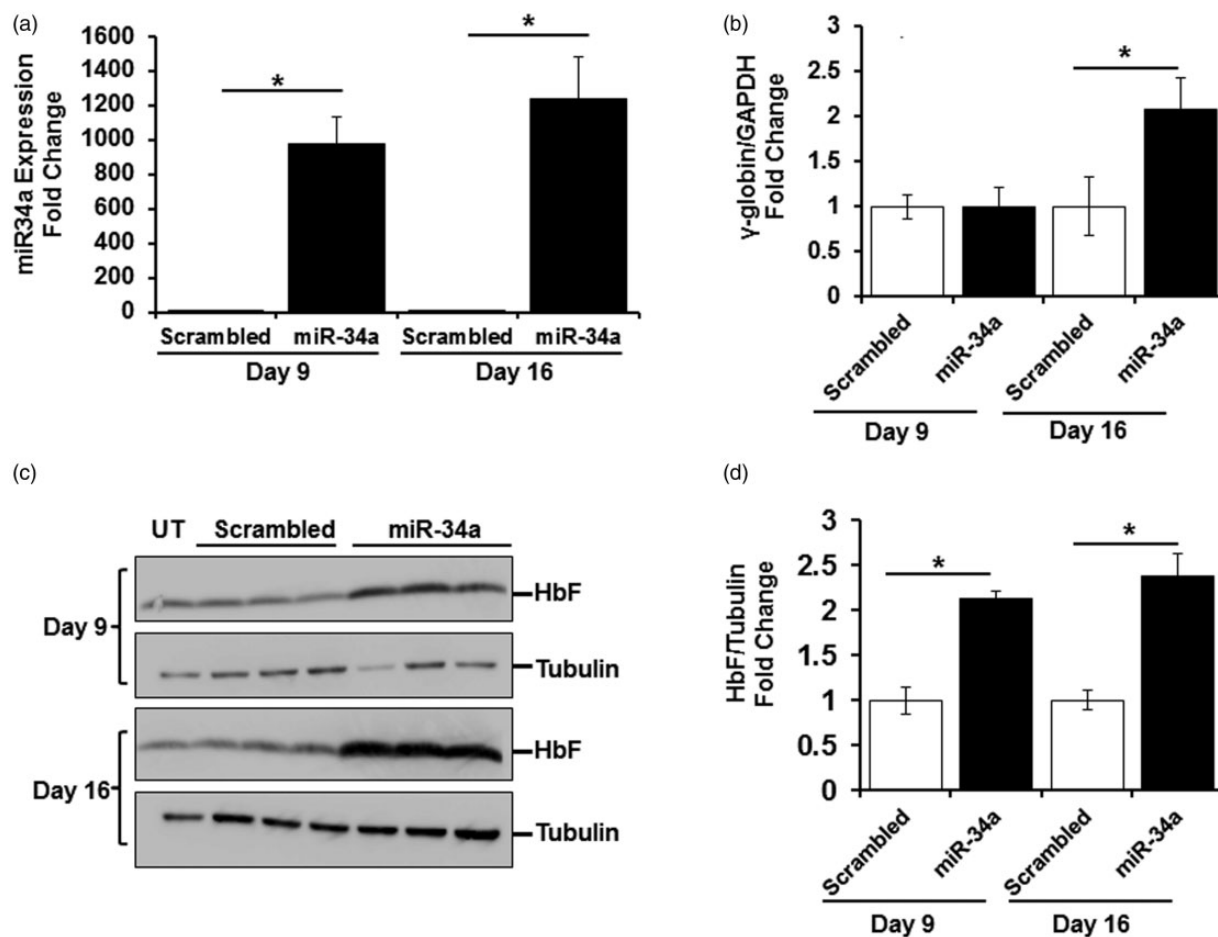 (a)
miR34a Expression
Fold Change
1600
1400
1200
1000
800
600
400
200
0
*
*
Scrambled miR-34a Scrambled miR-34a
Day 9 Day 16
(b)
γ-globin/GAPDH
Fold Change
3
2.5
2
1.5
1
0.5
0
*
Scrambled miR-34a Scrambled miR-34a
Day 9 Day 16
(c)
UT Scrambled miR-34a
Day 9
HbF
Tubulin
Day 16
HbF
Tubulin
(d)
HbF/Tubulin
Fold Change
3
2.5
2
1.5
1
0.5
0
*
*
Scrambled miR-34a Scrambled miR-34a
Day 9 Day 16